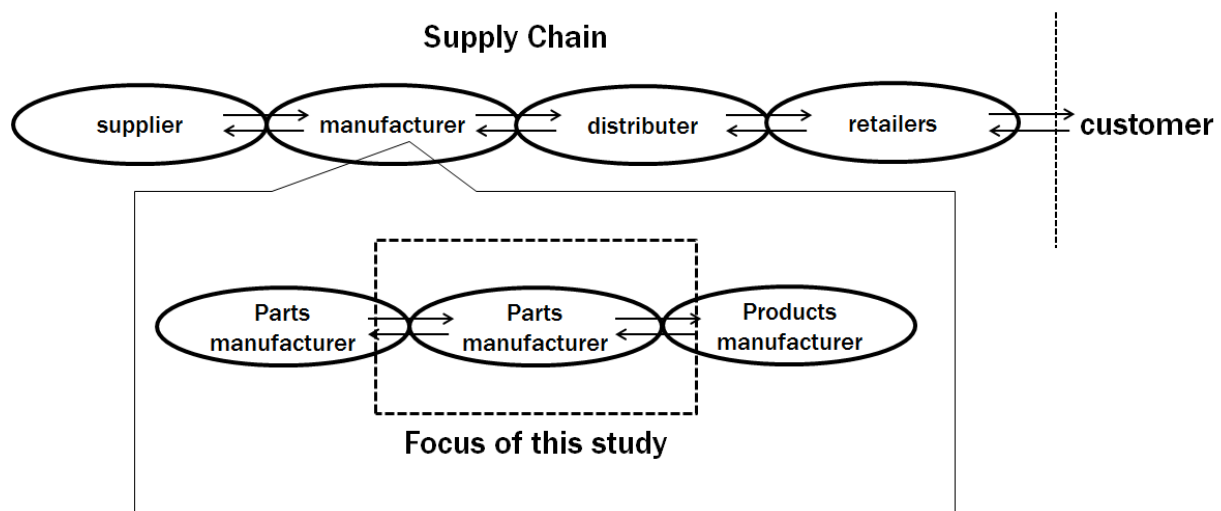 Supply Chain
supplier
manufacturer
distributer
retailers
customer
Parts
manufacturer
Parts
manufacturer
Products
manufacturer
Focus of this study